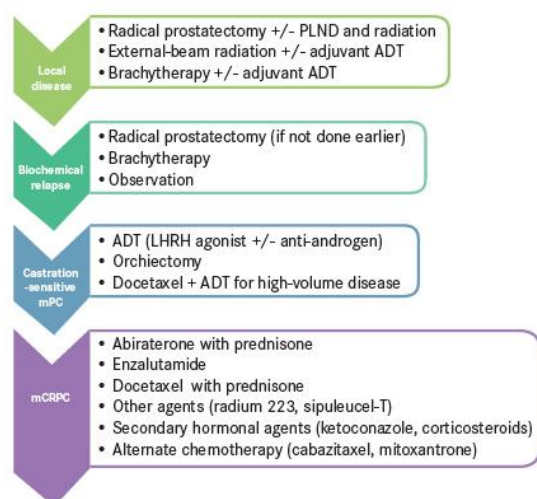 Local
disease
• Radical prostatectomy +/- PLND and radiation
• External-beam radiation +/- adjuvant ADT
• Brachytherapy +/- adjuvant ADT
Biochemical
relapse
• Radical prostatectomy (if not done earlier)
• Brachytherapy
• Observation
Castration
-sensitive
mPC
• ADT (LHRH agonist +/- anti-androgen)
• Orchiectomy
• Docetaxel + ADT for high-volume disease
mCRPC
• Abiraterone with prednisone
• Enzalutamide
• Docetaxel with prednisone
• Other agents (radium 223, sipuleucel-T)
• Secondary hormonal agents (ketoconazole, corticosteroids)
• Alternate chemotherapy (cabazitaxel, mitoxantrone)